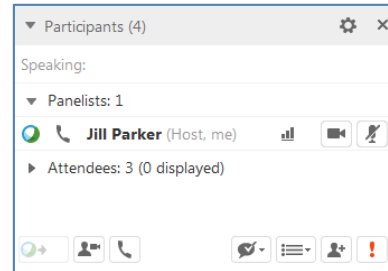 Participants (4)
Speaking:
Panelists: 1
Jill Parker (Host, me)
Attendees: 3 (0 displayed)